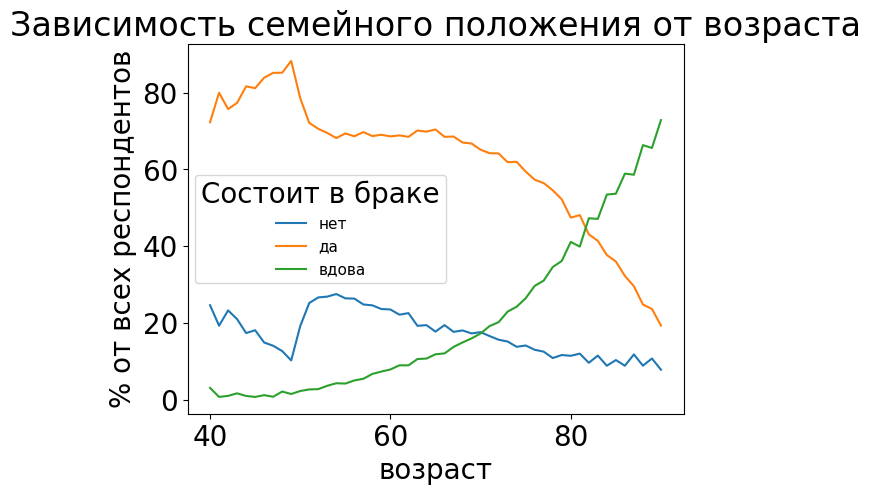 Зависимость семейного положения от возраста
% от всех респондентов
80
60
40
20
0
Состоит в браке
нет
да
вдова
40
60
80
возраст